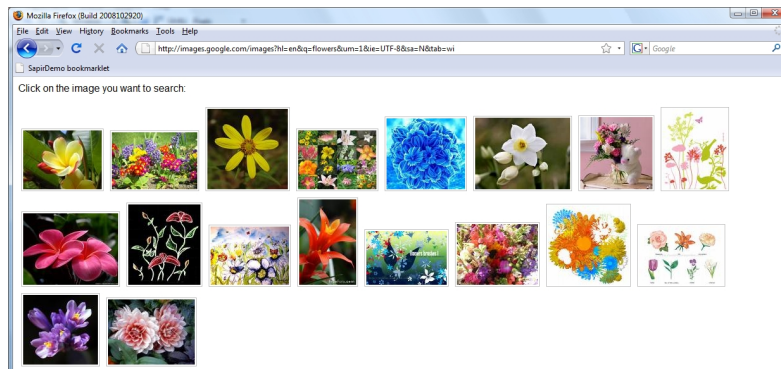 Mozilla Firefox (Build 2008102920)
File Edit View History Bookmarks Tools Help
http://images.google.com/images?hl=en&q=flowers&um=1&ie=UTF-8&sa=N&tab=wi
G Google
SapirDemo bookmarklet
Click on the image you want to search: